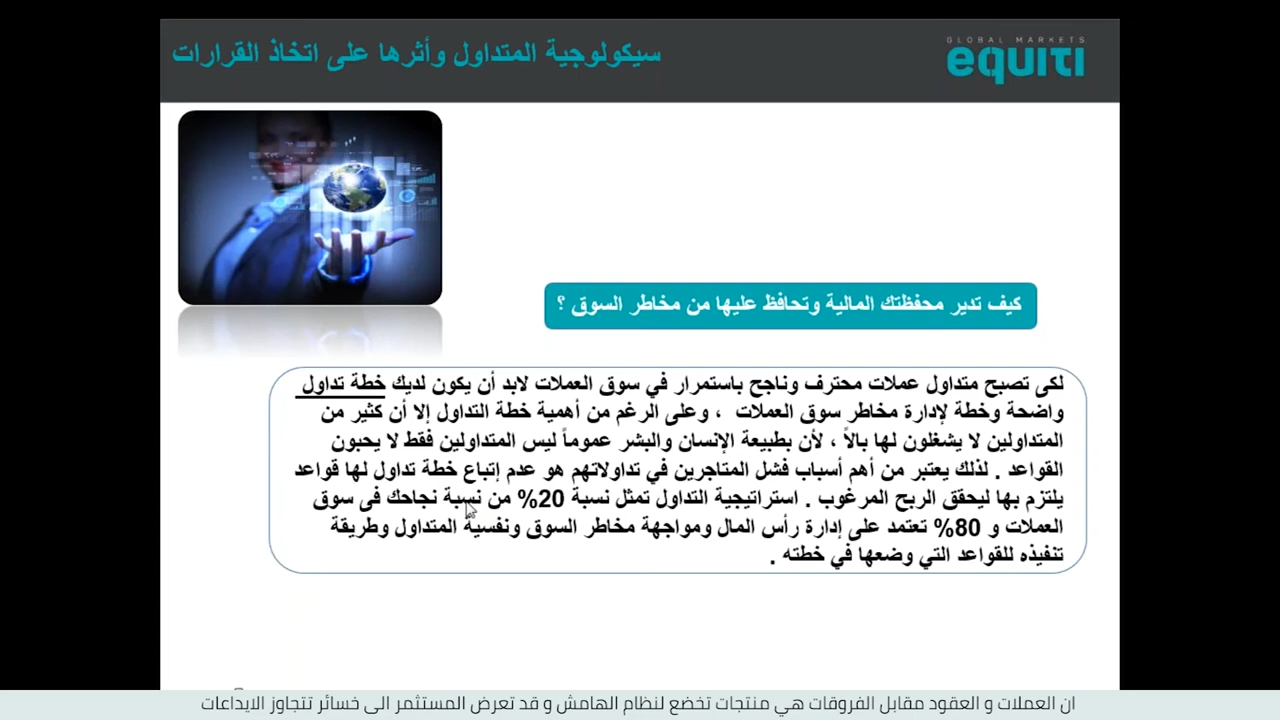 سيكولوجية المتداول وأثرها على اتخاذ القرارات
GLOBAL MARKETS
equiti
كيف تدير محفظتك المالية وتحافظ عليها من مخاطر السوق ؟
لكى تصبح متداول عملات محترف وناجح باستمرار في سوق العملات لابد أن يكون لديك خطة تداول
واضحة وخطة لإدارة مخاطر سوق العملات ، وعلى الرغم من أهمية خطة التداول إلا أن كثير من
المتداولين لا يشغلون لها بالاً ، لأن بطبيعة الإنسان والبشر عموماً ليس المتداولين فقط لا يحبون
القواعد . لذلك يعتبر من أهم أسباب فشل المتاجرين في تداولاتهم هو عدم إتباع خطة تداول لها قواعد
يلتزم بها ليحقق الربح المرغوب . استراتيجية التداول تمثل نسبة 20% من نسبة نجاحك فى سوق
العملات و 80% تعتمد على إدارة رأس المال ومواجهة مخاطر السوق ونفسية المتداول وطريقة
تنفيذه للقواعد التي وضعها في خطته .
ان العملات و العقود مقابل الفروقات هي منتجات تخضع لنظام الهامش و قد تعرض المستثمر الى خسائر تتجاوز الايداعات